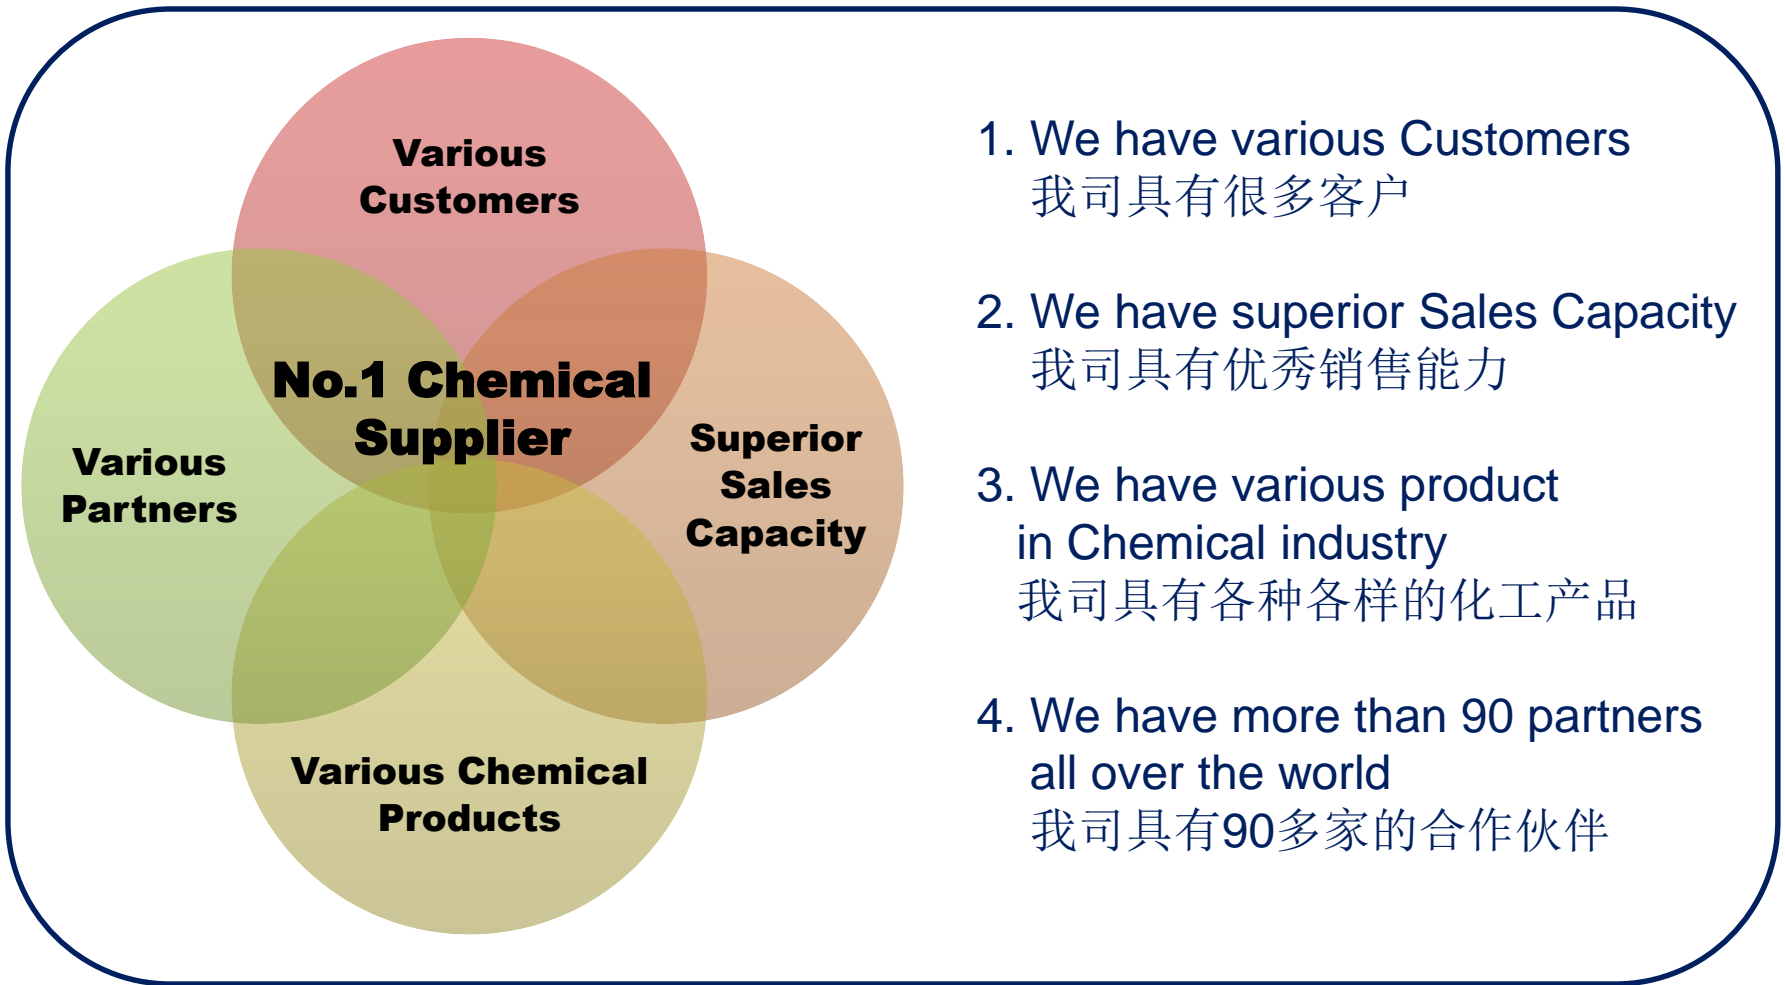 Various
Customers
No.1 Chemical
Supplier
Various
Partners
Superior
Sales
Capacity
Various Chemical
Products
1. We have various Customers
我司具有很多客户
2. We have superior Sales Capacity
我司具有优秀销售能力
3. We have various product
in Chemical industry
我司具有各种各样的化工产品
4. We have more than 90 partners
all over the world
我司具有90多家的合作伙伴